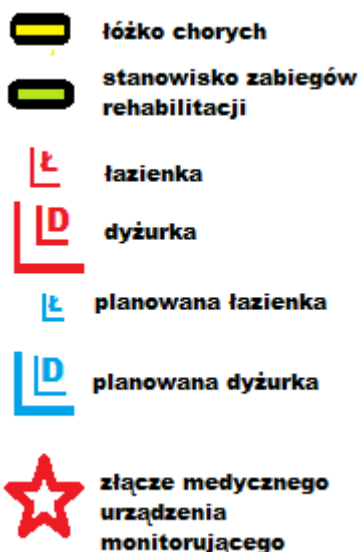 łóżko chorych
stanowisko zabiegów
rehabilitacji
Ł
łazienka
D
dyżurka
Ł
planowana łazienka
D
planowana dyżurka
złącze medycznego
urządzenia
monitorującego